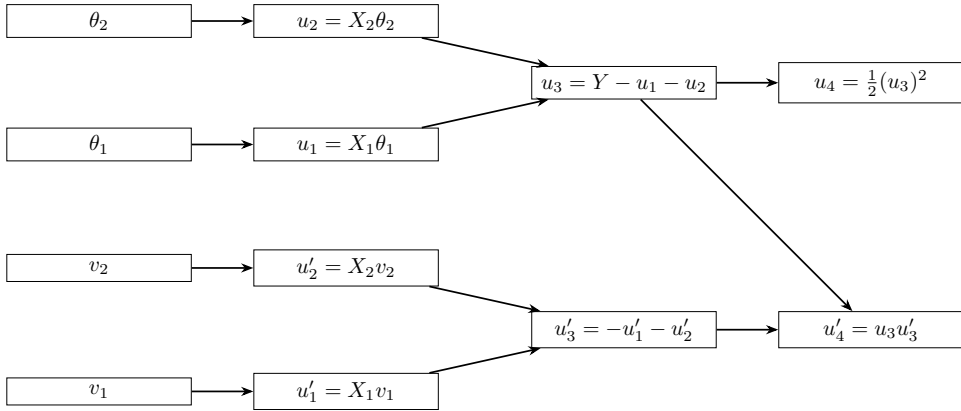 θ₂
u₂ = X₂θ₂
u₃ = Y − u₁ − u₂
u₄ = ½(u₃)²
θ₁
u₁ = X₁θ₁
v₂
u′₂ = X₂v₂
u′₃ = −u′₁ − u′₂
u′₄ = u₃u′₃
v₁
u′₁ = X₁v₁